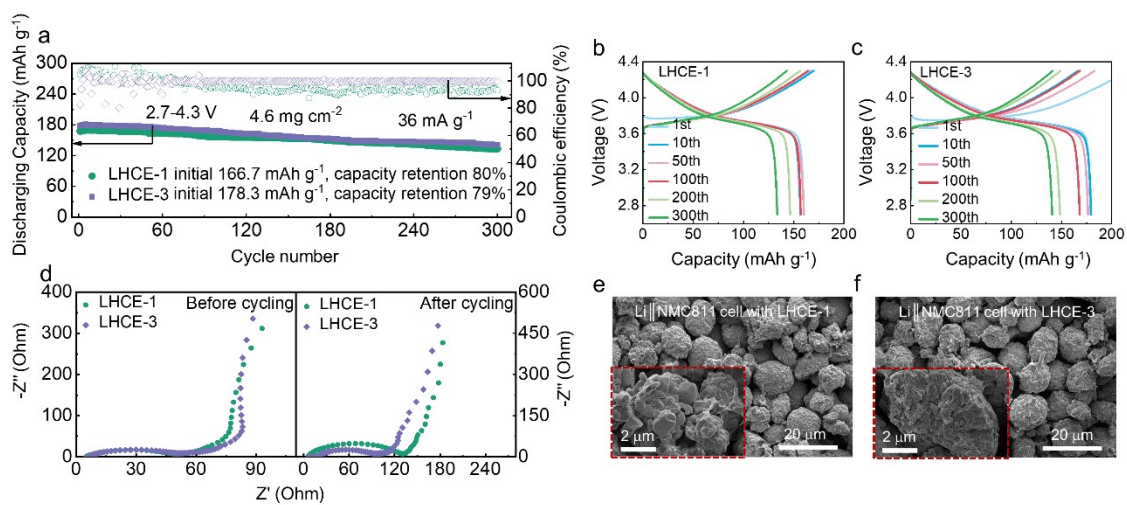 a
Discharging Capacity (mAh g⁻¹)
300
240
180
120
60
0
2.7-4.3 V
4.6 mg cm⁻²
36 mA g⁻¹
LHCE-1 initial 166.7 mAh g⁻¹, capacity retention 80%
LHCE-3 initial 178.3 mAh g⁻¹, capacity retention 79%
100
80
60
40
20
0
Coulombic efficiency (%)
0
60
120
180
240
300
Cycle number
b
LHCE-1
Voltage (V)
4.4
4.0
3.6
3.2
2.8
1st
10th
50th
100th
200th
300th
0
50
100
150
200
Capacity (mAh g⁻¹)
c
LHCE-3
Voltage (V)
4.4
4.0
3.6
3.2
2.8
1st
10th
50th
100th
200th
300th
0
50
100
150
200
Capacity (mAh g⁻¹)
d
-Z'' (Ohm)
400
300
200
100
0
LHCE-1
LHCE-3
Before cycling
0
30
60
90
LHCE-1
LHCE-3
After cycling
0
60
120
180
240
600
450
300
150
0
-Z'' (Ohm)
Z' (Ohm)
e
Li||NMC811 cell with LHCE-1
2 μm
20 μm
f
Li||NMC811 cell with LHCE-3
2 μm
20 μm